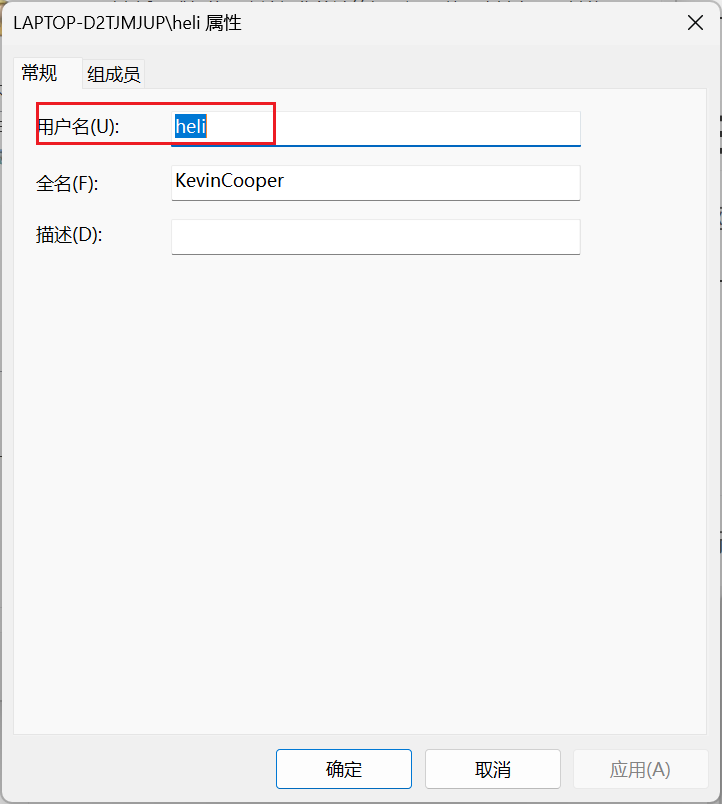 LAPTOP-D2TJMJUP\heli 属性
常规 组成员
用户名(U): heli
全名(F): KevinCooper
描述(D):
确定 取消 应用(A)